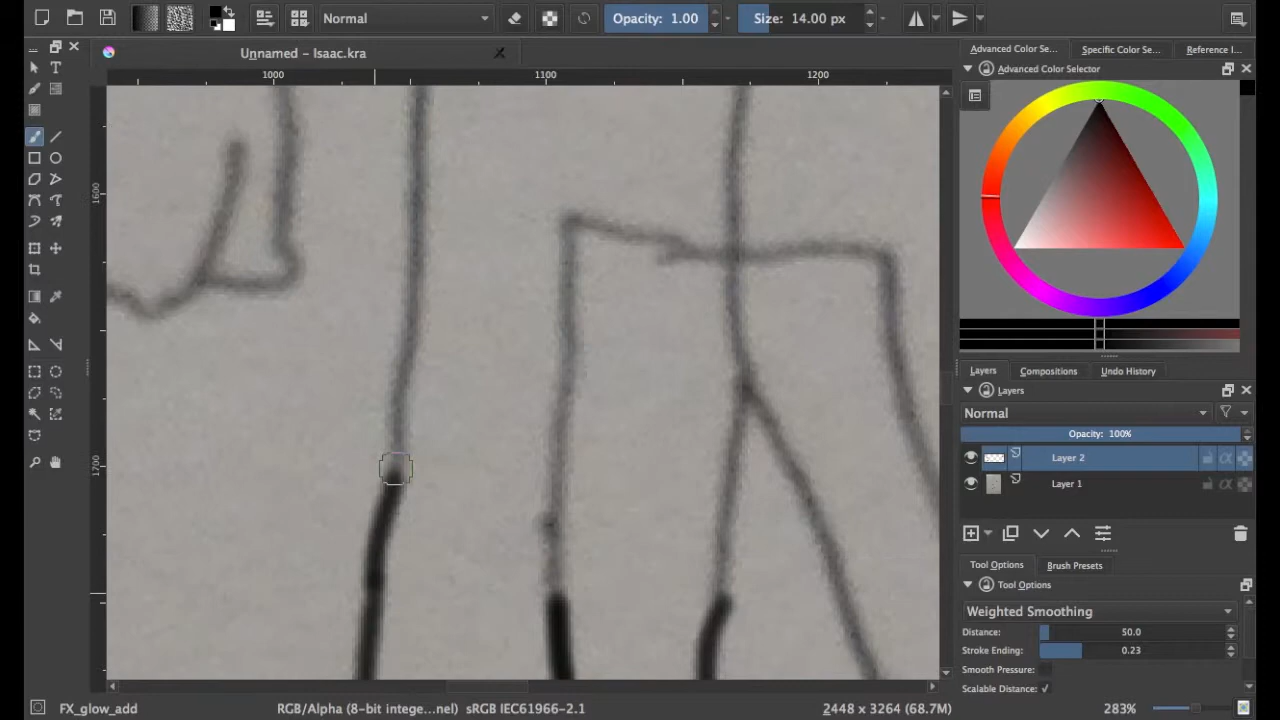 Normal
Opacity: 1.00
Size: 14.00 px
Unnamed – Isaac.kra
Advanced Color Se...
Specific Color Se...
Reference I...
Advanced Color Selector
1000
1100
1200
1600
1700
Layers
Compositions
Undo History
Layers
Normal
Opacity: 100%
Layer 2
Layer 1
Tool Options
Brush Presets
Tool Options
Weighted Smoothing
Distance:
50.0
Stroke Ending:
0.23
Smooth Pressure:
Scalable Distance:
FX_glow_add
RGB/Alpha (8-bit intege...nel) sRGB IEC61966-2.1
2448 x 3264 (68.7M)
283%